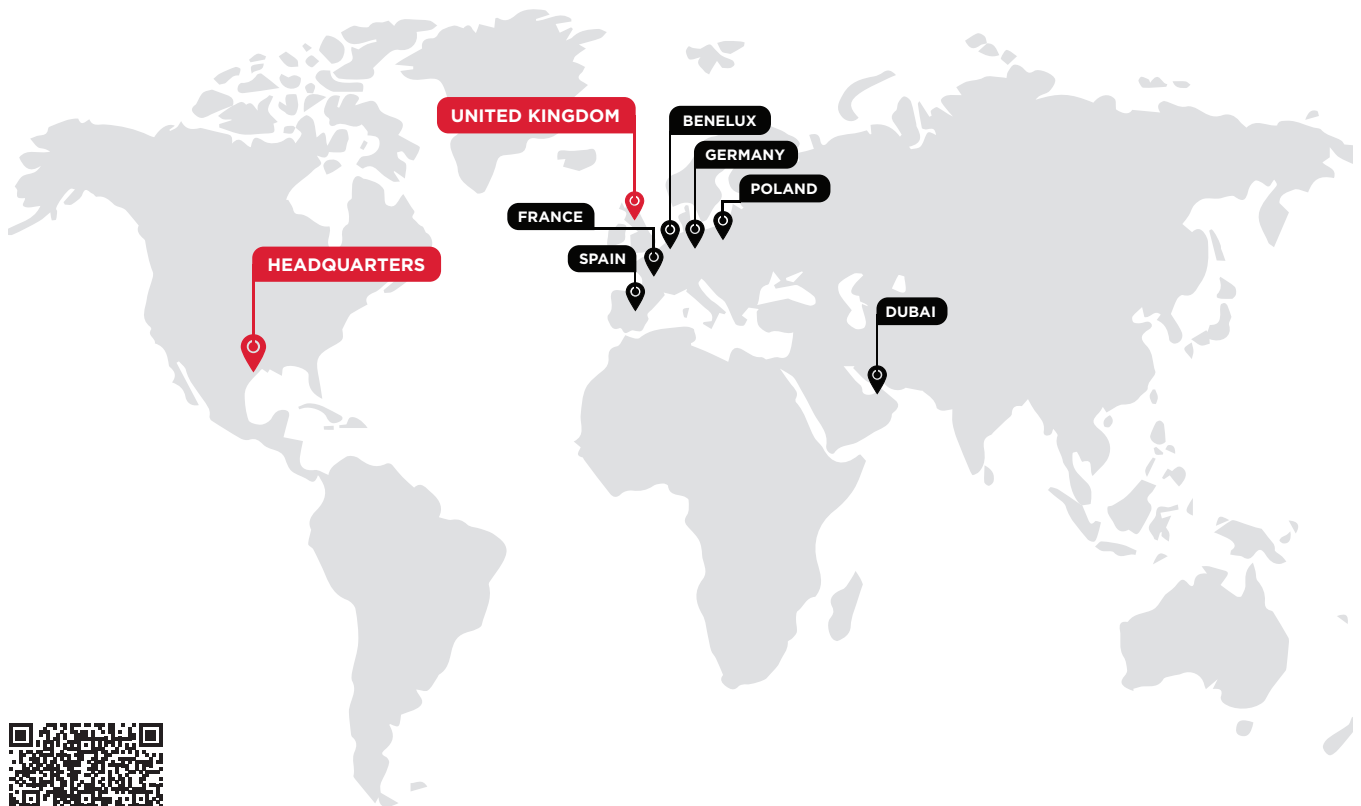 UNITED KINGDOM
BENELUX
GERMANY
POLAND
FRANCE
SPAIN
HEADQUARTERS
DUBAI